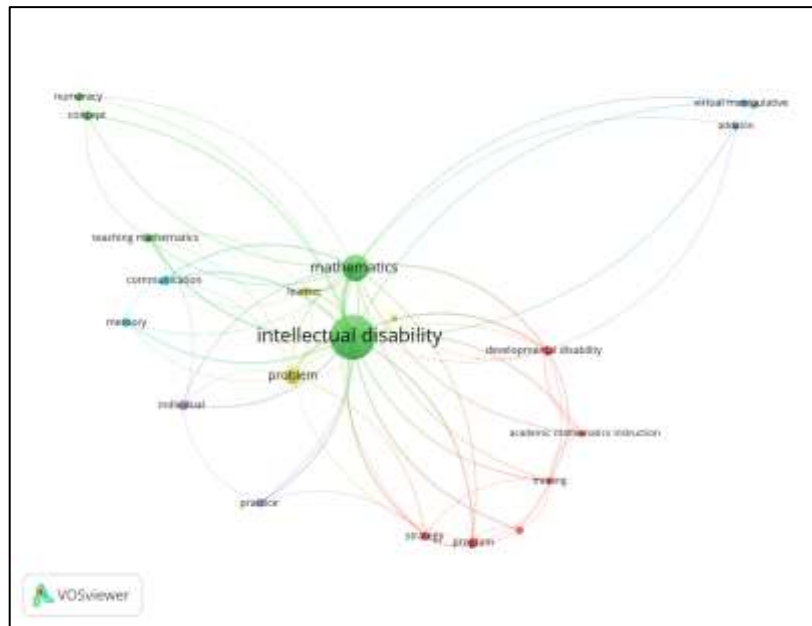 numeracy
concept
virtual manipulative
addition
teaching mathematics
mathematics
communication
learner
memory
intellectual disability
developmental disability
problem
individual
academic mathematics instruction
training
practice
strategy
program
VOSviewer